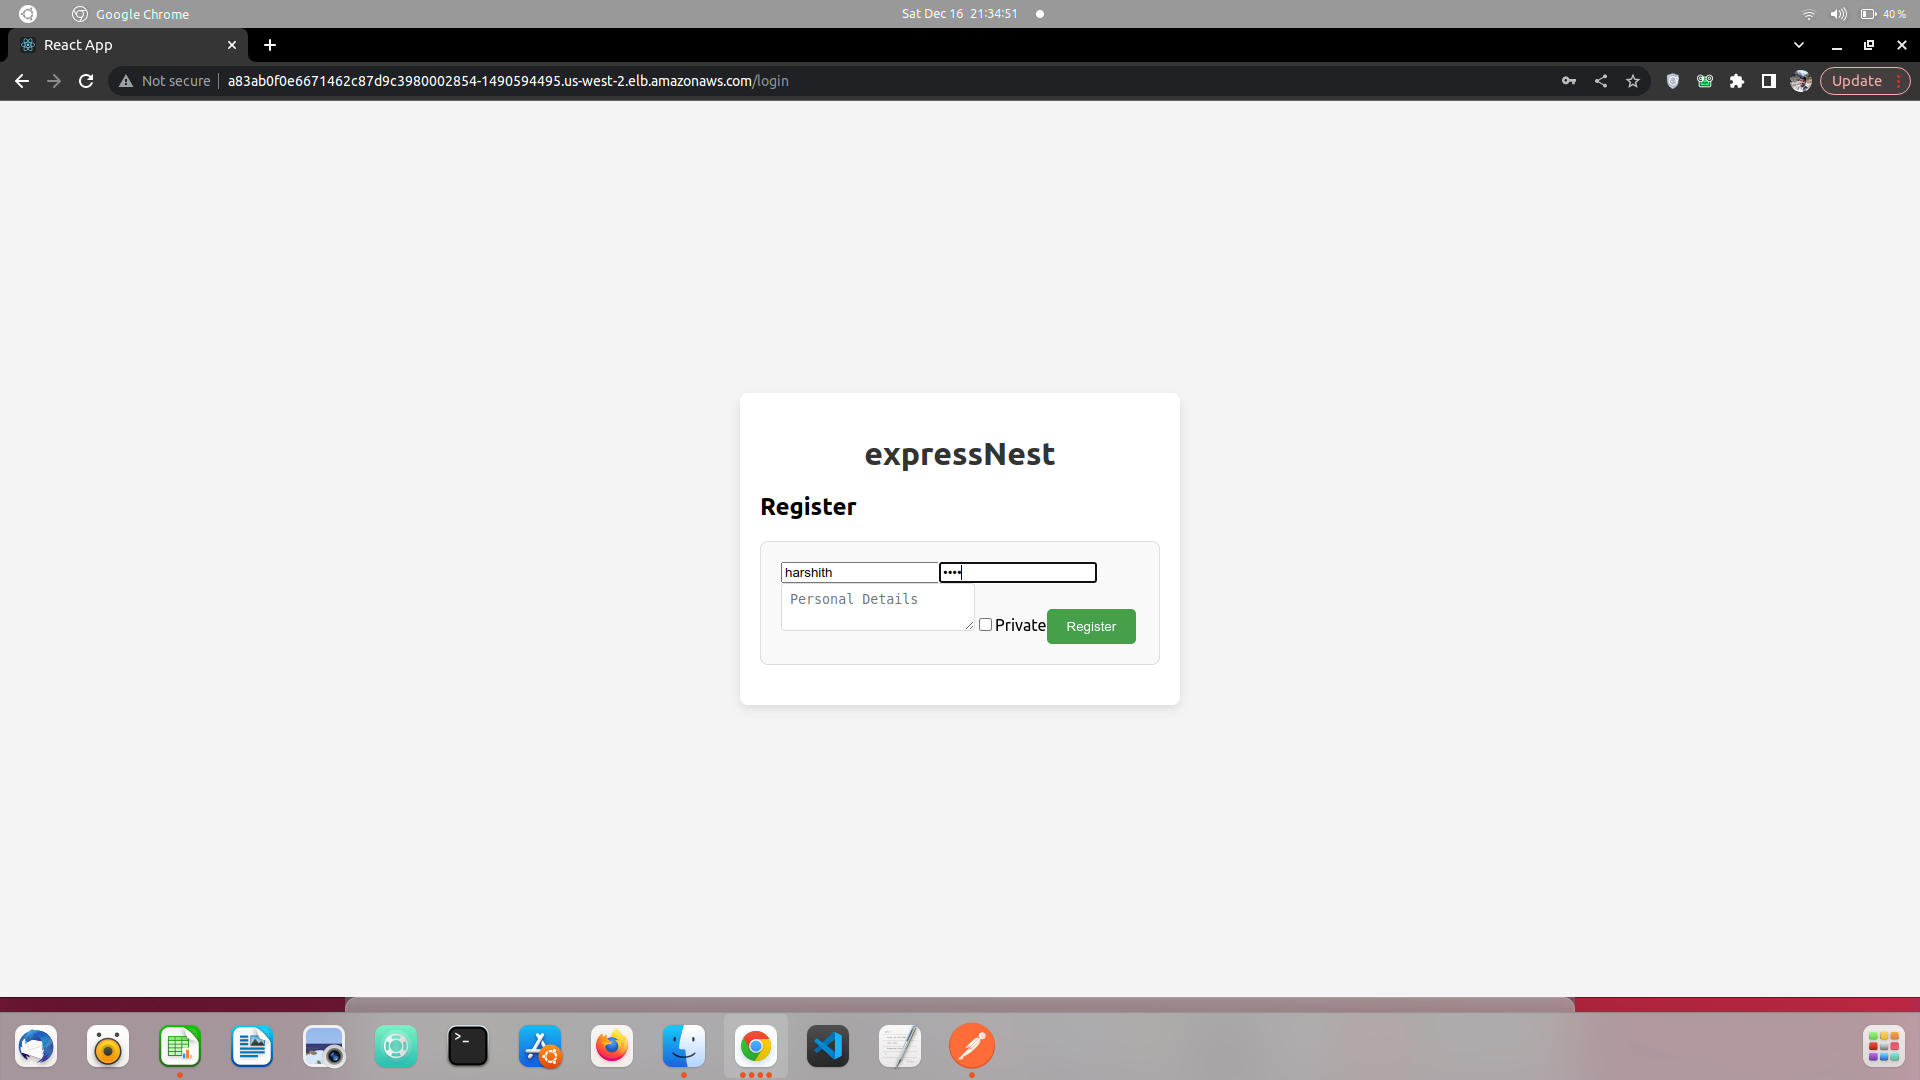 Google Chrome
Sat Dec 16 21:34:51
40 %
React App
Not secure
a83ab0f0e6671462c87d9c3980002854-1490594495.us-west-2.elb.amazonaws.com/login
Update
expressNest
Register
harshith
••••
Personal Details
Private
Register
>_